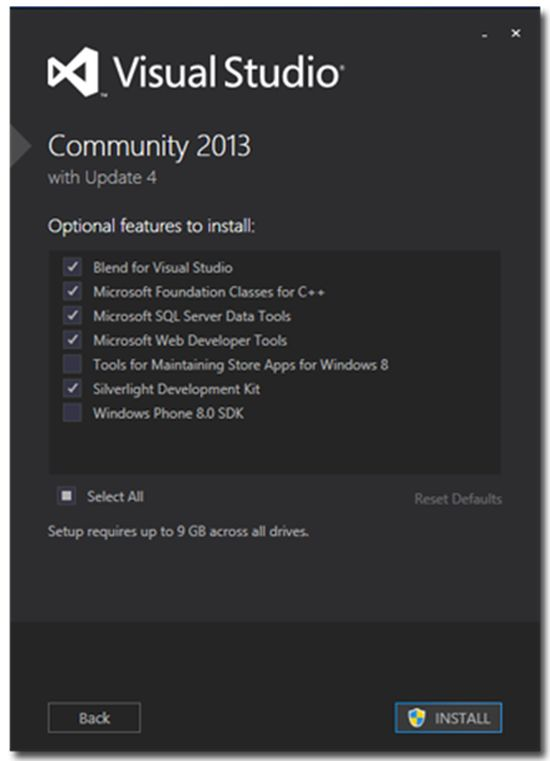 Visual Studio
Community 2013
with Update 4
Optional features to install:
Blend for Visual Studio
Microsoft Foundation Classes for C++
Microsoft SQL Server Data Tools
Microsoft Web Developer Tools
Tools for Maintaining Store Apps for Windows 8
Silverlight Development Kit
Windows Phone 8.0 SDK
Select All
Reset Defaults
Setup requires up to 9 GB across all drives.
Back
INSTALL